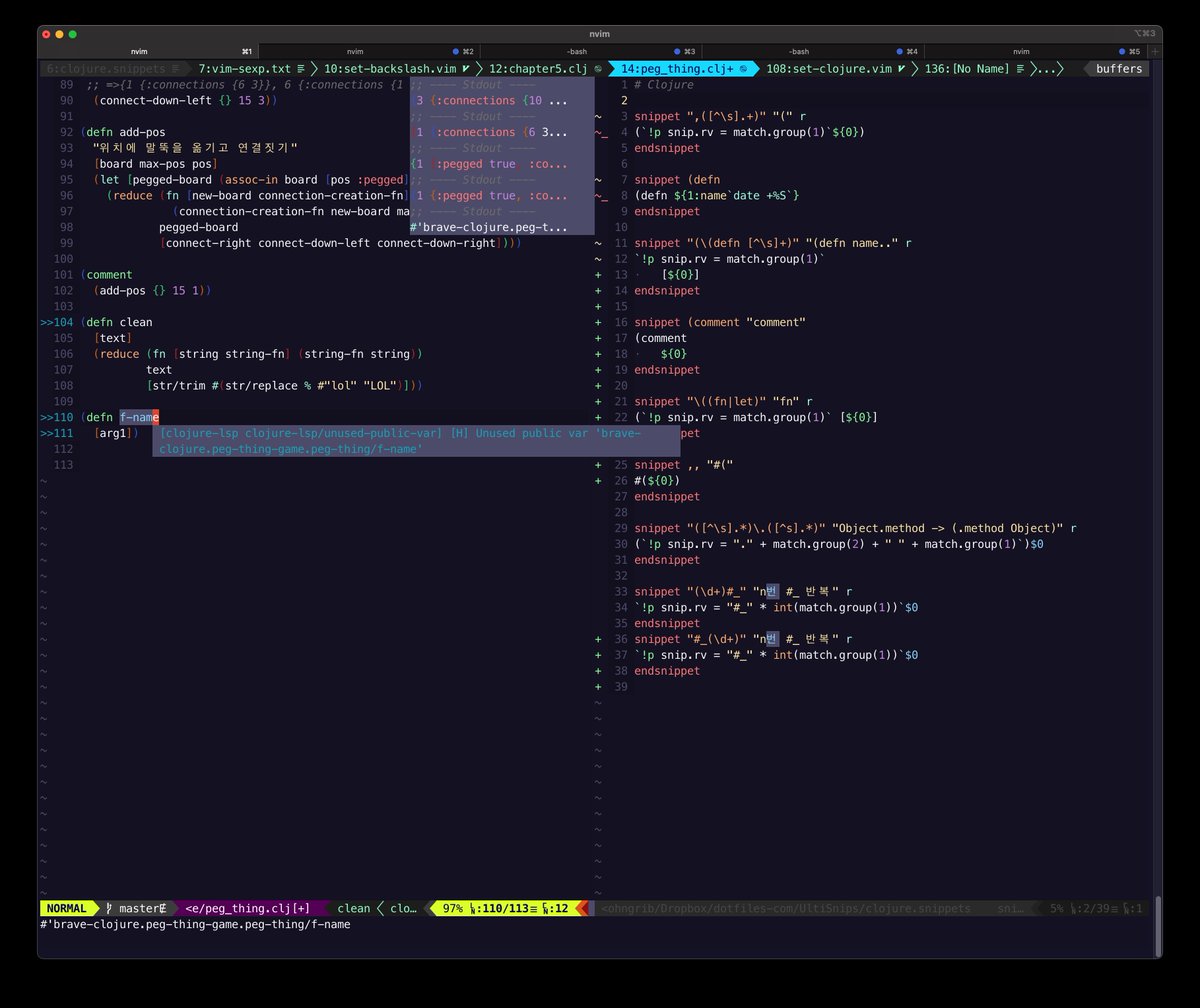 nvim
⌥⌘3
nvim ⌘1
nvim ⌘2
-bash ⌘3
-bash ⌘4
nvim ⌘5
6:clojure.snippets 7:vim-sexp.txt 10:set-backslash.vim 12:chapter5.clj 14:peg_thing.clj+ 108:set-clojure.vim 136:[No Name] ... buffers
89 ;; =>{1 {:connections {6 3}}, 6 {:connections {1
90 (connect-down-left {} 15 3))
91
92 (defn add-pos
93 "위치에 말뚝을 옮기고 연결짓기"
94 [board max-pos pos]
95 (let [pegged-board (assoc-in board [pos :pegged]
96 (reduce (fn [new-board connection-creation-fn]
97 (connection-creation-fn new-board ma
98 pegged-board
99 [connect-right connect-down-left connect-down-right])))
100
101 (comment
102 (add-pos {} 15 1))
103
>>104 (defn clean
105 [text]
106 (reduce (fn [string string-fn] (string-fn string))
107 text
108 [str/trim #(str/replace % #"lol" "LOL")]))
109
>>110 (defn f-name
>>111 [arg1])
112
113
;; ---- Stdout ----
3 {:connections {10 ...
;; ---- Stdout ----
1 {:connections {6 3...
;; ---- Stdout ----
{1 {:pegged true, :co...
;; ---- Stdout ----
1 {:pegged true, :co...
;; ---- Stdout ----
#'brave-clojure.peg-t...
[clojure-lsp clojure-lsp/unused-public-var] [H] Unused public var 'brave-
clojure.peg-thing-game.peg-thing/f-name'
1 # Clojure
2
3 snippet ",([^\s].+)" "(" r
4 (`!p snip.rv = match.group(1)`${0})
5 endsnippet
6
7 snippet (defn
8 (defn ${1:name`date +%S`}
9 endsnippet
10
11 snippet "(\(defn [^\s]+)" "(defn name.." r
12 `!p snip.rv = match.group(1)`
13 · [${0}]
14 endsnippet
15
16 snippet (comment "comment"
17 (comment
18 · ${0}
19 endsnippet
20
21 snippet "\((fn|let)" "fn" r
22 (`!p snip.rv = match.group(1)` [${0}]
pet
25 snippet ,, "#("
26 #(${0})
27 endsnippet
28
29 snippet "([^\s].*)\.([^s].*)" "Object.method -> (.method Object)" r
30 (`!p snip.rv = "." + match.group(2) + " " + match.group(1)`)$0
31 endsnippet
32
33 snippet "(\d+)#_" "n번 #_ 반복" r
34 `!p snip.rv = "#_" * int(match.group(1))`$0
35 endsnippet
36 snippet "#_(\d+)" "n번 #_ 반복" r
37 `!p snip.rv = "#_" * int(match.group(1))`$0
38 endsnippet
39
NORMAL master <e/peg_thing.clj[+] clean clo… 97% :110/113 :12
<ohngrib/Dropbox/dotfiles-com/UltiSnips/clojure.snippets sni… 5% :2/39 :1
#'brave-clojure.peg-thing-game.peg-thing/f-name